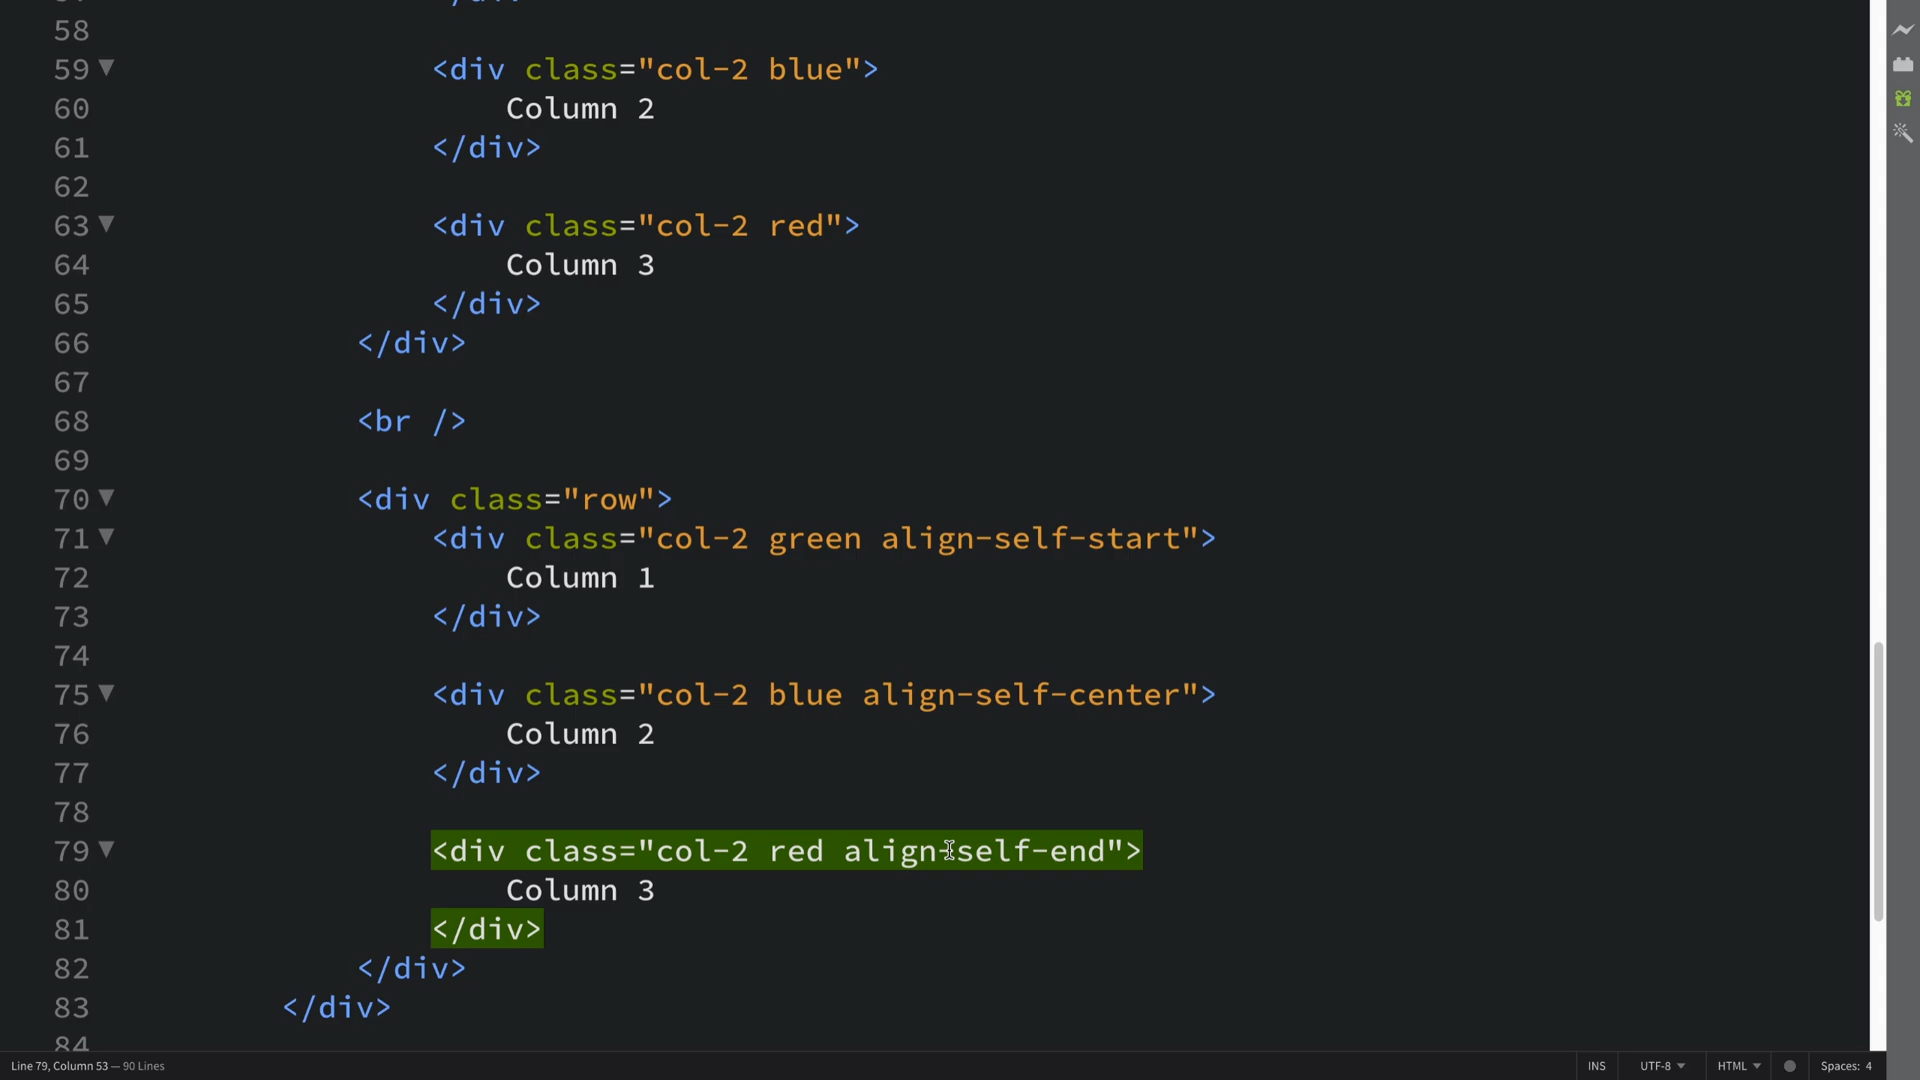 58
59 <div class="col-2 blue">
60 Column 2
61 </div>
62
63 <div class="col-2 red">
64 Column 3
65 </div>
66 </div>
67
68 <br />
69
70 <div class="row">
71 <div class="col-2 green align-self-start">
72 Column 1
73 </div>
74
75 <div class="col-2 blue align-self-center">
76 Column 2
77 </div>
78
79 <div class="col-2 red align-self-end">
80 Column 3
81 </div>
82 </div>
83 </div>
84
Line 79, Column 53 — 90 Lines INS UTF-8 HTML Spaces: 4